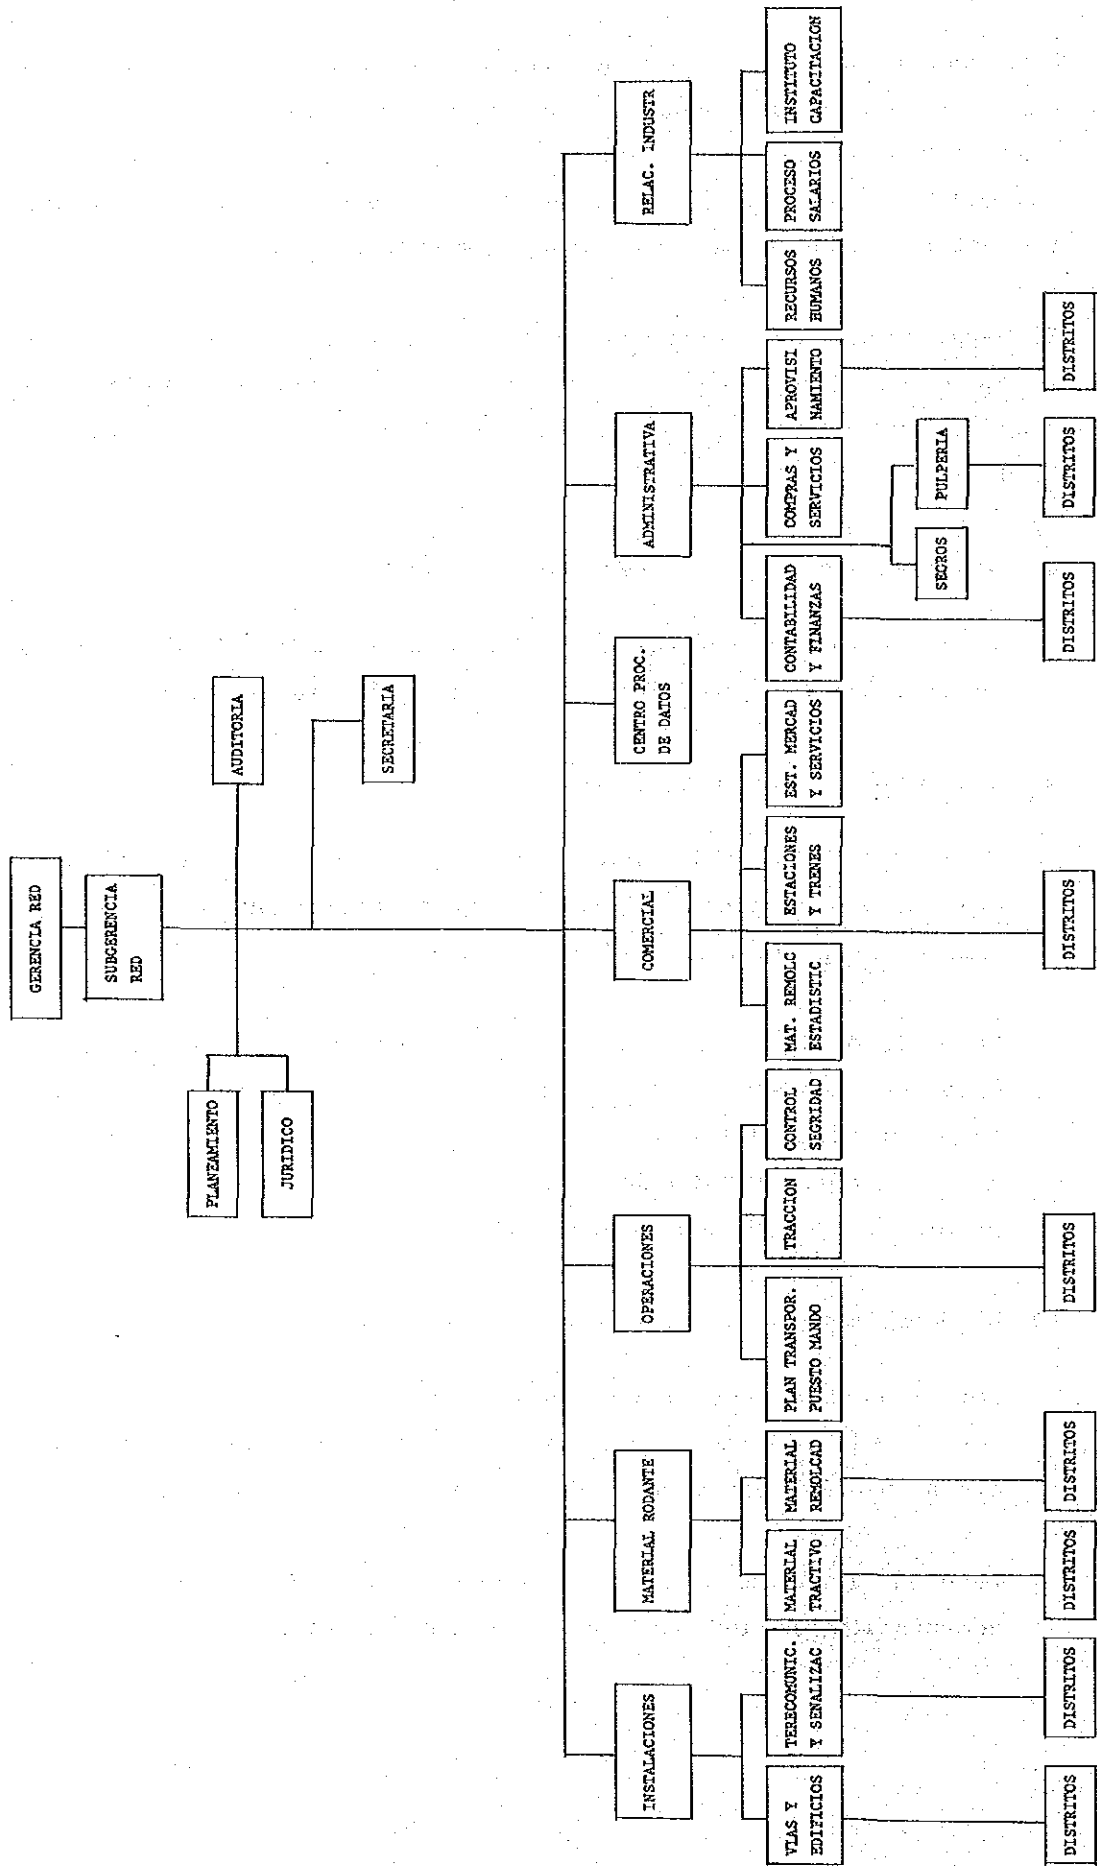 GERENCIA RED
SUBGERENCIA
RED
PLANEAMIENTO
JURIDICO
AUDITORIA
SECRETARIA
INSTALACIONES
MATERIAL RODANTE
OPERACIONES
COMERCIAL
CENTRO PROC.
DE DATOS
ADMINISTRATIVA
RELAC. INDUSTR
VIAS Y
EDIFICIOS
TERECOMUNIC.
Y SENALIZAC.
MATERIAL
TRACTIVO
MATERIAL
REMOLCAD
PLAN TRANSPOR.
PUESTO MANDO
TRACCION
CONTROL
SEGRIDAD
MAT. REMOLC
ESTADISTIC
ESTACIONES
Y TRENES
EST. MERCAD
Y SERVICIOS
CONTABILIDAD
Y FINANZAS
COMPRAS Y
SERVICIOS
APROVISI
NAMIENTO
RECURSOS
HUMANOS
PROCESO
SALARIOS
INSTITUTO
CAPACITACION
SEGROS
PULPERIA
DISTRITOS
DISTRITOS
DISTRITOS
DISTRITOS
DISTRITOS
DISTRITOS
DISTRITOS
DISTRITOS
DISTRITOS